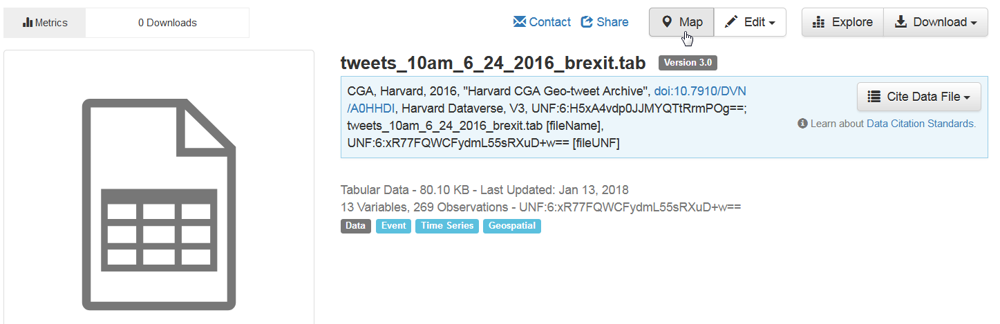 Metrics 0 Downloads Contact Share Map Edit Explore Download
tweets_10am_6_24_2016_brexit.tab Version 3.0
CGA, Harvard, 2016, "Harvard CGA Geo-tweet Archive", doi:10.7910/DVN
/A0HHDI, Harvard Dataverse, V3, UNF:6:H5xA4vdp0JJMYQTtRrmPOg==;
tweets_10am_6_24_2016_brexit.tab [fileName],
UNF:6:xR77FQWCFydmL55sRXuD+w== [fileUNF]
Cite Data File
Learn about Data Citation Standards.
Tabular Data - 80.10 KB - Last Updated: Jan 13, 2018
13 Variables, 269 Observations - UNF:6:xR77FQWCFydmL55sRXuD+w==
Data Event Time Series Geospatial